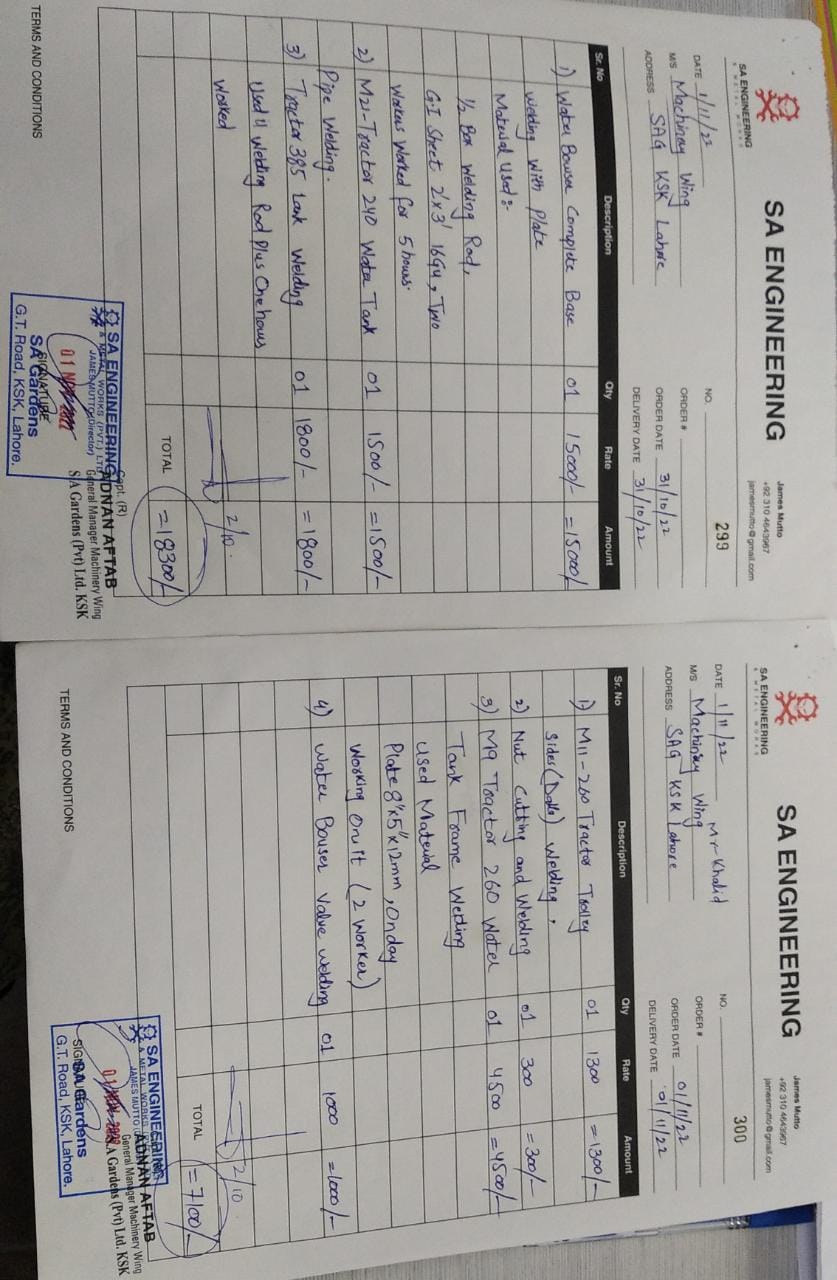 SA ENGINEERING
& METAL WORKS
SA ENGINEERING
James Mutto
+92 310 4643967
jamesmutto@gmail.com
299
DATE 1/11/22
NO.
M/S Machinary Wing
ORDER #
ADDRESS SAG KSK Lahore
ORDER DATE 31/10/22
DELIVERY DATE 31/10/22
Sr. No Description Qty Rate Amount
1) Water Bouser Complete Base 01 15000/- =15000/-
Welding With Plate
Material Used:-
1/2 Box Welding Rod,
G.I Sheet 2'x3' 16Gu, Two
Workers Worked for 5 hours.
2) M21-Tractor 240 Water Tank 01 1500/- =1500/-
Pipe Welding.
3) Tractor 385 Lank Welding 01 1800/- =1800/-
Used 4 Welding Rod Plus One hours
Worked
2/10.
TOTAL =18300/-
SA ENGINEERING
& METAL WORKS (PVT.) LTD
JAMES MUTTO (Director)
01 NOV 2022
SIGNATURE
SA Gardens
G.T. Road, KSK, Lahore.
Capt. (R)
ADNAN AFTAB
General Manager Machinery Wing
SA Gardens (Pvt) Ltd. KSK
TERMS AND CONDITIONS
SA ENGINEERING
& METAL WORKS
SA ENGINEERING
James Mutto
+92 310 4643967
jamesmutto@gmail.com
300
DATE 1/11/22 Mr Khalid
NO.
M/S Machinary Wing
ORDER #
ADDRESS SAG KSK Lahore
ORDER DATE 01/11/22
DELIVERY DATE 01/11/22
Sr. No Description Qty Rate Amount
1) M11-260 Tractor Trolley 01 1300 =1300/-
Sides (Dale) Welding,
2) Nut Cutting and Welding 01 300 =300/-
3) M9 Tractor 260 Water 01 4500 =4500/-
Tank Frame Welding
Used Material
Plate 8"x5"x12mm, Onday
Working On it (2 Worker)
4) Water Bouser Valve Welding 01 1000 =1000/-
2/10
TOTAL =7100/-
SA ENGINEERING
& METAL WORKS
JAMES MUTTO
01 NOV 2022
SA Gardens
G.T. Road, KSK, Lahore.
ADNAN AFTAB
General Manager Machinery Wing
SA Gardens (Pvt) Ltd. KSK
TERMS AND CONDITIONS